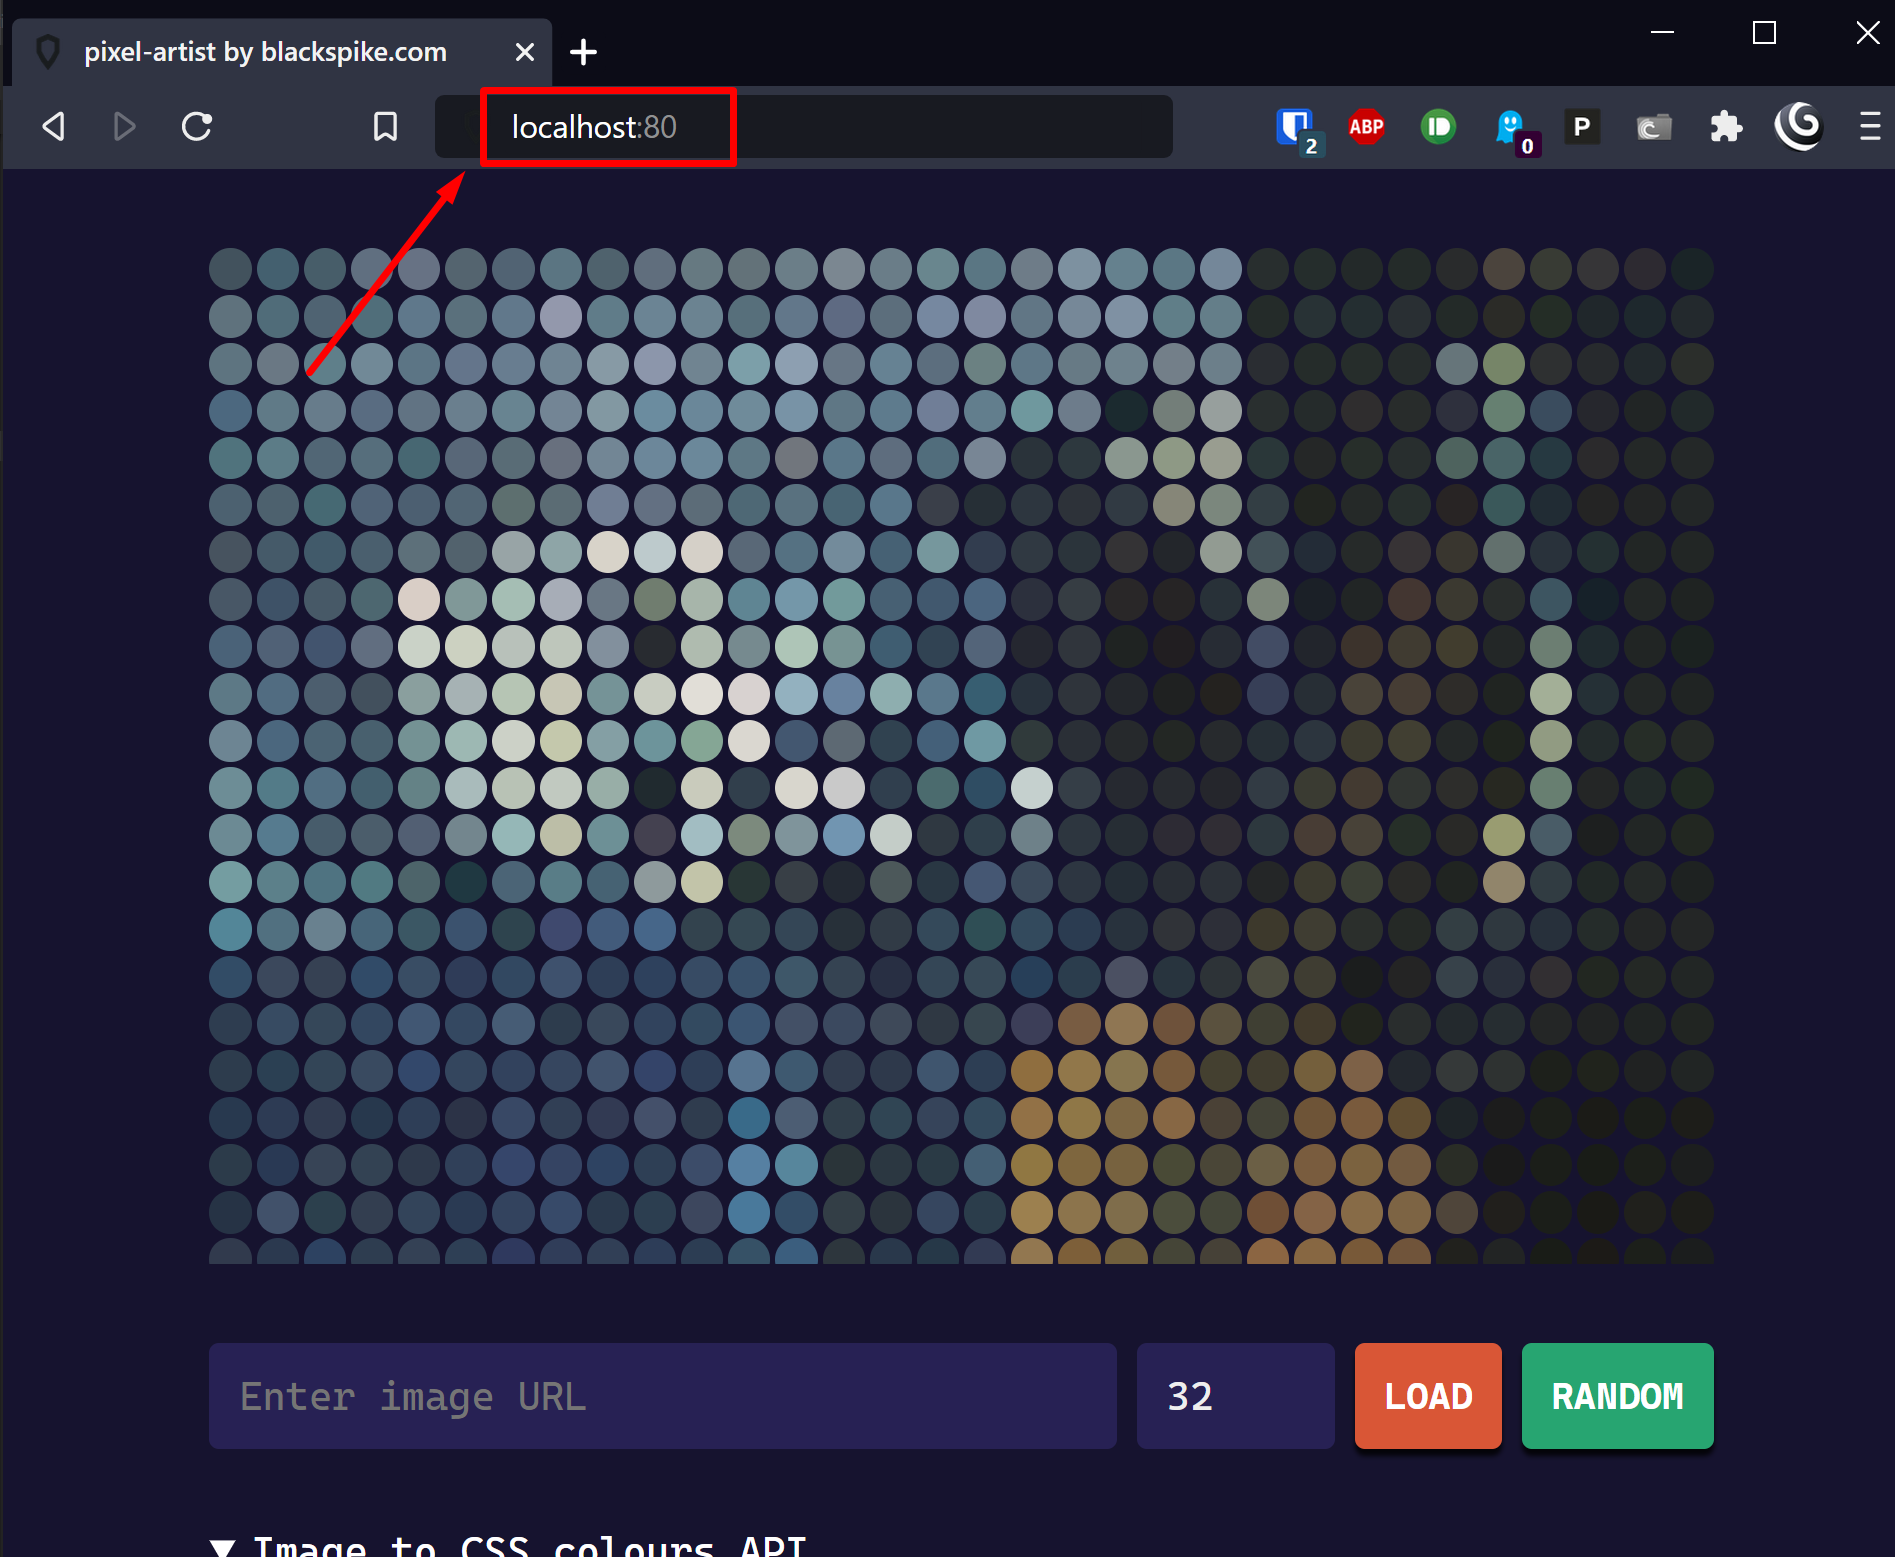 pixel-artist by blackspike.com
localhost:80
2
ABP
ID
0
P
Enter image URL
32
LOAD
RANDOM
Image to CSS colours API